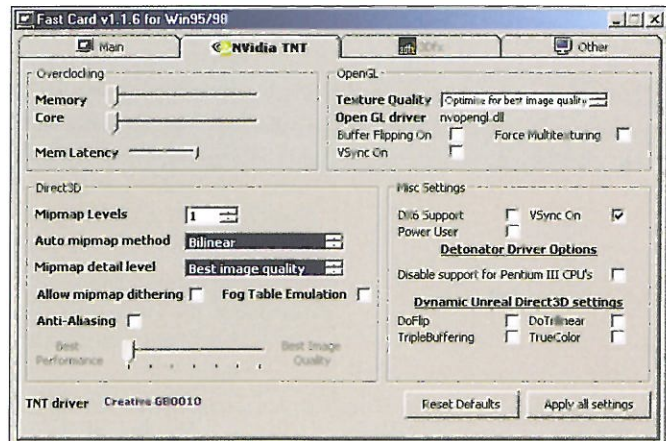 Fast Card v1.1.6 for Win95/98
Main
NVidia TNT
3Dfx
Other
Overclocking
Memory
Core
Mem Latency
OpenGL
Texture Quality Optimise for best image quality
Open GL driver nvopengl.dll
Buffer Flipping On
Force Multitexturing
VSync On
Direct3D
Mipmap Levels 1
Auto mipmap method Bilinear
Mipmap detail level Best image quality
Allow mipmap dithering
Fog Table Emulation
Anti-Aliasing
Best Performance
Best Image Quality
Misc Settings
DX6 Support
VSync On
Power User
Detonator Driver Options
Disable support for Pentium III CPU's
Dynamic Unreal Direct3D settings
DoFlip
DoTrilinear
TripleBuffering
TrueColor
TNT driver Creative GB0010
Reset Defaults
Apply all settings